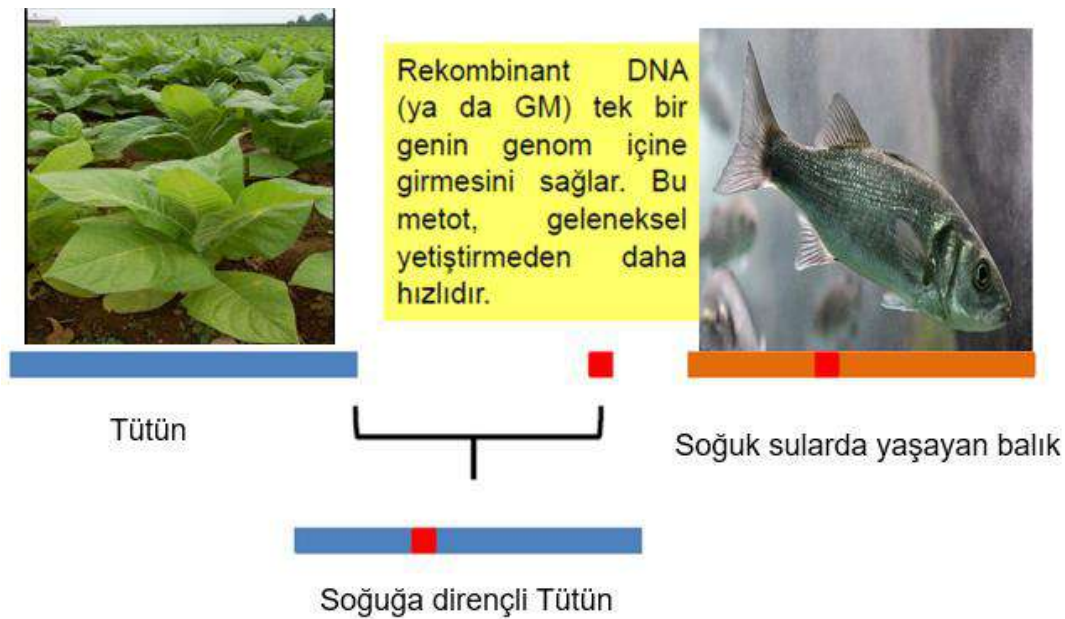 Rekombinant DNA
(ya da GM) tek bir
genin genom içine
girmesini sağlar. Bu
metot, geleneksel
yetiştirmeden daha
hızlıdır.
Tütün
Soğuk sularda yaşayan balık
Soğuğa dirençli Tütün